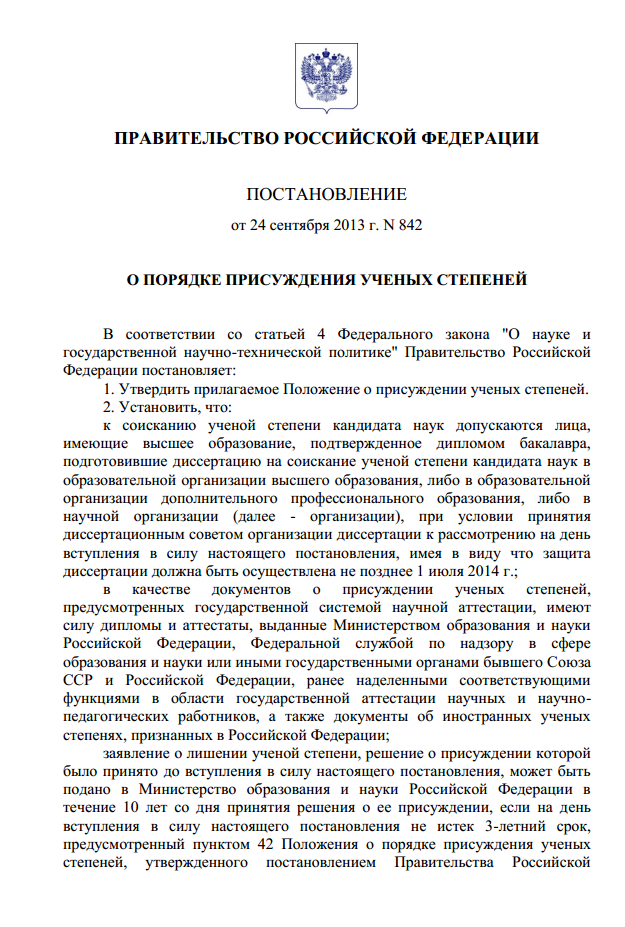 ПРАВИТЕЛЬСТВО РОССИЙСКОЙ ФЕДЕРАЦИИ
ПОСТАНОВЛЕНИЕ
от 24 сентября 2013 г. N 842
О ПОРЯДКЕ ПРИСУЖДЕНИЯ УЧЕНЫХ СТЕПЕНЕЙ
В соответствии со статьей 4 Федерального закона "О науке и
государственной научно-технической политике" Правительство Российской
Федерации постановляет:
1. Утвердить прилагаемое Положение о присуждении ученых степеней.
2. Установить, что:
к соисканию ученой степени кандидата наук допускаются лица,
имеющие высшее образование, подтвержденное дипломом бакалавра,
подготовившие диссертацию на соискание ученой степени кандидата наук в
образовательной организации высшего образования, либо в образовательной
организации дополнительного профессионального образования, либо в
научной организации (далее - организации), при условии принятия
диссертационным советом организации диссертации к рассмотрению на день
вступления в силу настоящего постановления, имея в виду что защита
диссертации должна быть осуществлена не позднее 1 июля 2014 г.;
в качестве документов о присуждении ученых степеней,
предусмотренных государственной системой научной аттестации, имеют
силу дипломы и аттестаты, выданные Министерством образования и науки
Российской Федерации, Федеральной службой по надзору в сфере
образования и науки или иными государственными органами бывшего Союза
ССР и Российской Федерации, ранее наделенными соответствующими
функциями в области государственной аттестации научных и научно-
педагогических работников, а также документы об иностранных ученых
степенях, признанных в Российской Федерации;
заявление о лишении ученой степени, решение о присуждении которой
было принято до вступления в силу настоящего постановления, может быть
подано в Министерство образования и науки Российской Федерации в
течение 10 лет со дня принятия решения о ее присуждении, если на день
вступления в силу настоящего постановления не истек 3-летний срок,
предусмотренный пунктом 42 Положения о порядке присуждения ученых
степеней, утвержденного постановлением Правительства Российской